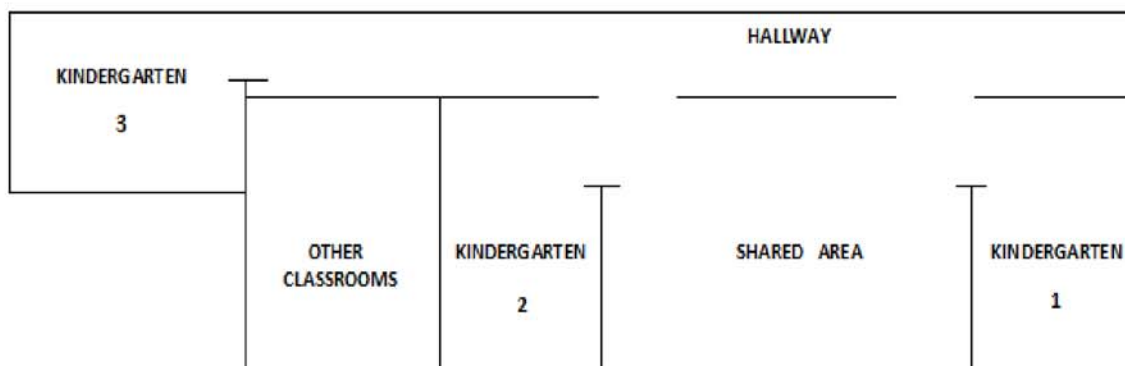 HALLWAY
KINDERGARTEN
3
OTHER
CLASSROOMS
KINDERGARTEN
2
SHARED AREA
KINDERGARTEN
1